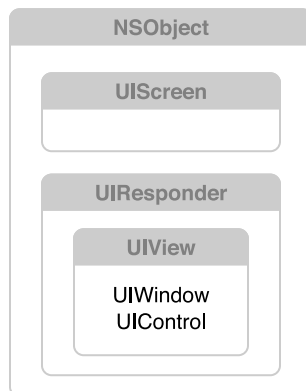 NSObject
UIScreen
UIResponder
UIView
UIWindow
UIControl